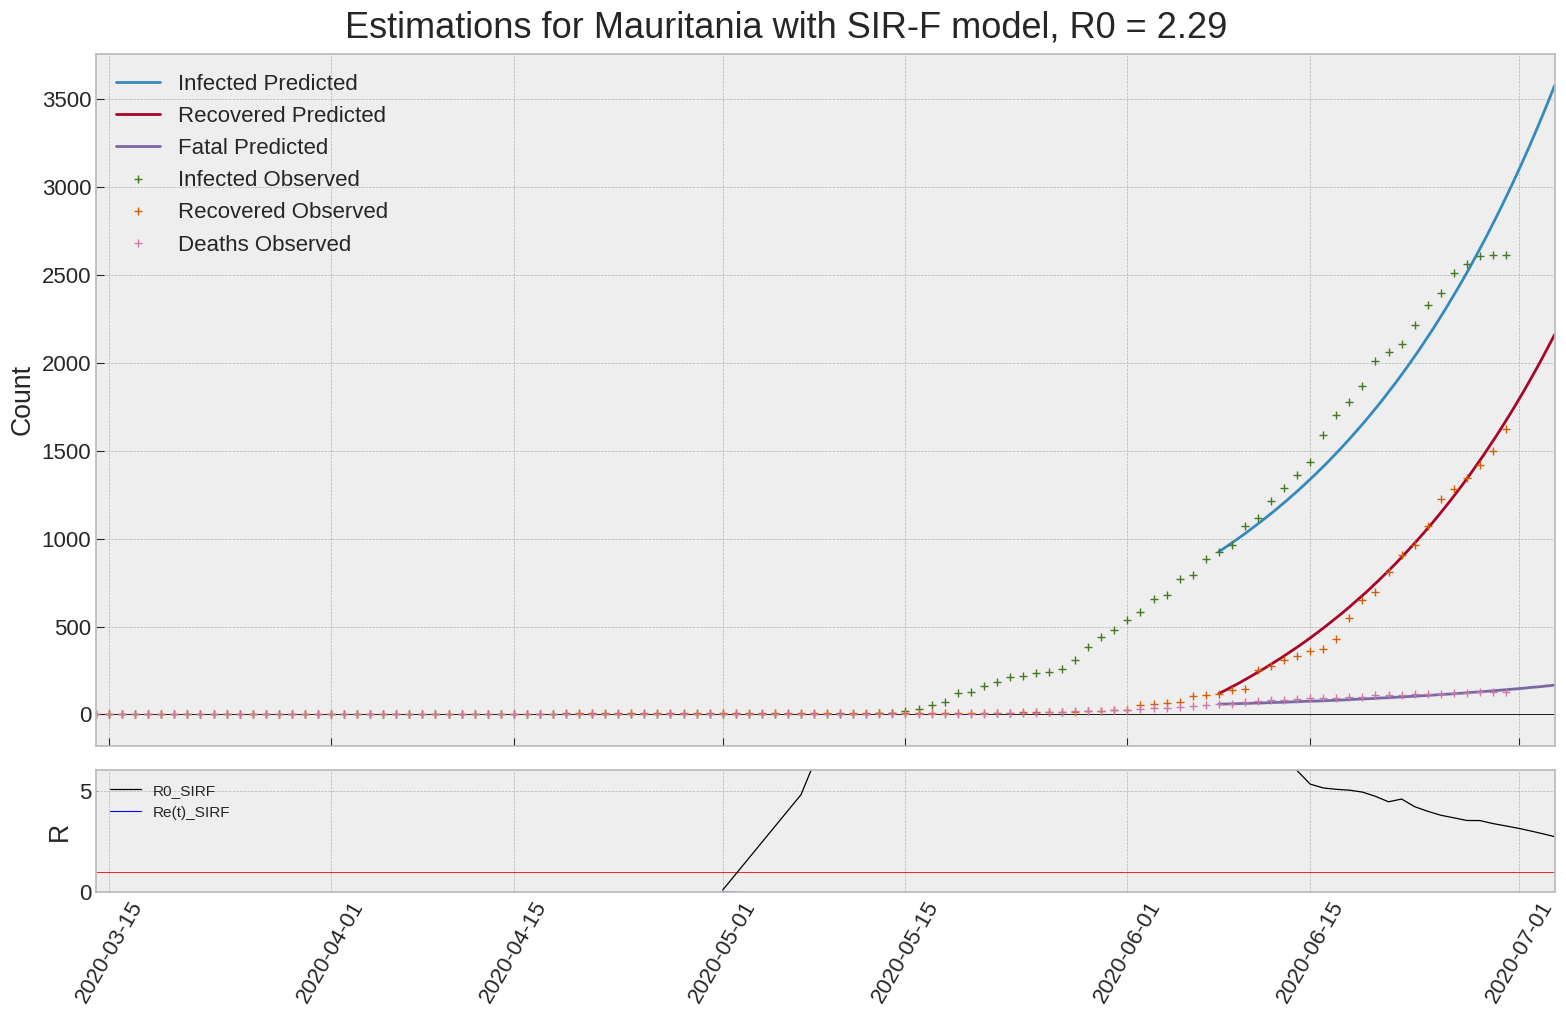 Estimations for Mauritania with SIR-F model, R0 = 2.29
Infected Predicted
Recovered Predicted
Fatal Predicted
Infected Observed
Recovered Observed
Deaths Observed
Count
3500
3000
2500
2000
1500
1000
500
0
R0_SIRF
Re(t)_SIRF
R
5
0
2020-03-15
2020-04-01
2020-04-15
2020-05-01
2020-05-15
2020-06-01
2020-06-15
2020-07-01